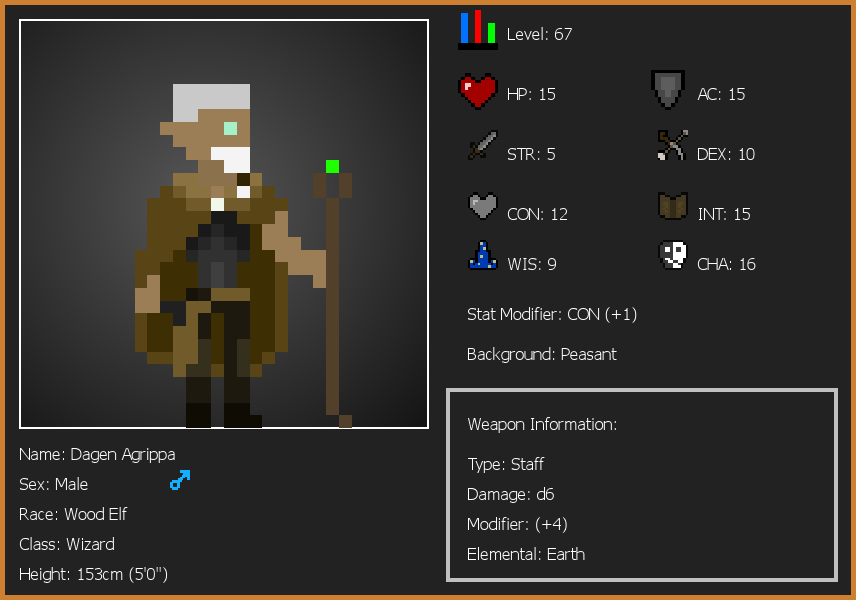 Level: 67
HP: 15
AC: 15
STR: 5
DEX: 10
CON: 12
INT: 15
WIS: 9
CHA: 16
Stat Modifier: CON (+1)
Background: Peasant
Weapon Information:
Type: Staff
Damage: d6
Modifier: (+4)
Elemental: Earth
Name: Dagen Agrippa
Sex: Male
Race: Wood Elf
Class: Wizard
Height: 153cm (5'0")